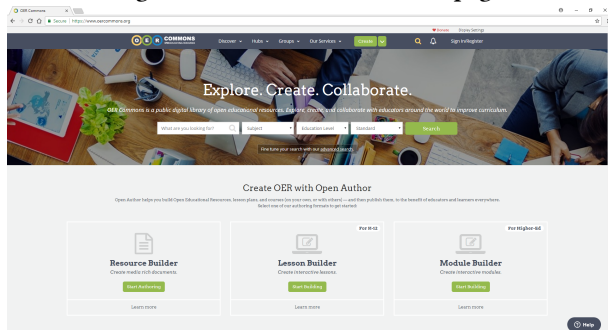 OER Commons
Secure https://www.oercommons.org
Donate Display Settings
OER COMMONS
Discover Hubs Groups Our Services Create Sign in/Register
Explore. Create. Collaborate.
OER Commons is a public digital library of open educational resources. Explore, create, and collaborate with educators around the world to improve curriculum.
What are you looking for? Subject Education Level Standard Search
Fine tune your search with our advanced search.
Create OER with Open Author
Open Author helps you build Open Educational Resources, lesson plans, and courses (on your own, or with others) — and then publish them, to the benefit of educators and learners everywhere.
Select one of our authoring formats to get started:
For K-12
For Higher-Ed
Resource Builder
Create media rich documents.
Start Authoring
Learn more
Lesson Builder
Create interactive lessons.
Start Building
Learn more
Module Builder
Create interactive modules.
Start Building
Learn more
Help